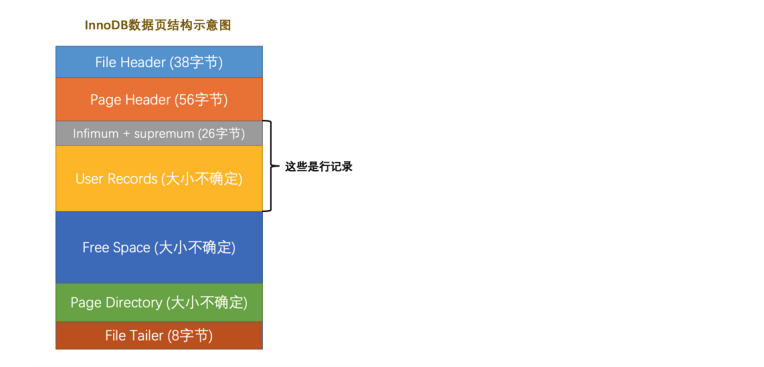 InnoDB数据页结构示意图
File Header (38字节)
Page Header (56字节)
Infimum + supremum (26字节)
这些是行记录
User Records (大小不确定)
Free Space (大小不确定)
Page Directory (大小不确定)
File Tailer (8字节)